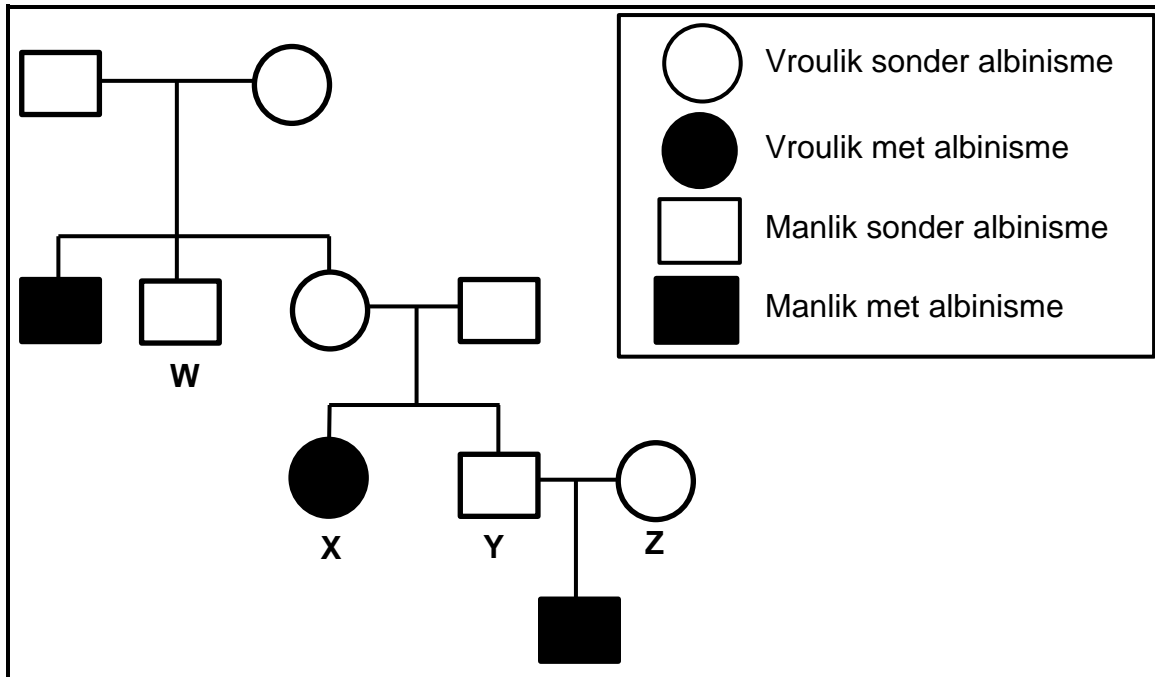 Vroulik sonder albinisme
Vroulik met albinisme
Manlik sonder albinisme
Manlik met albinisme
W
X
Y
Z